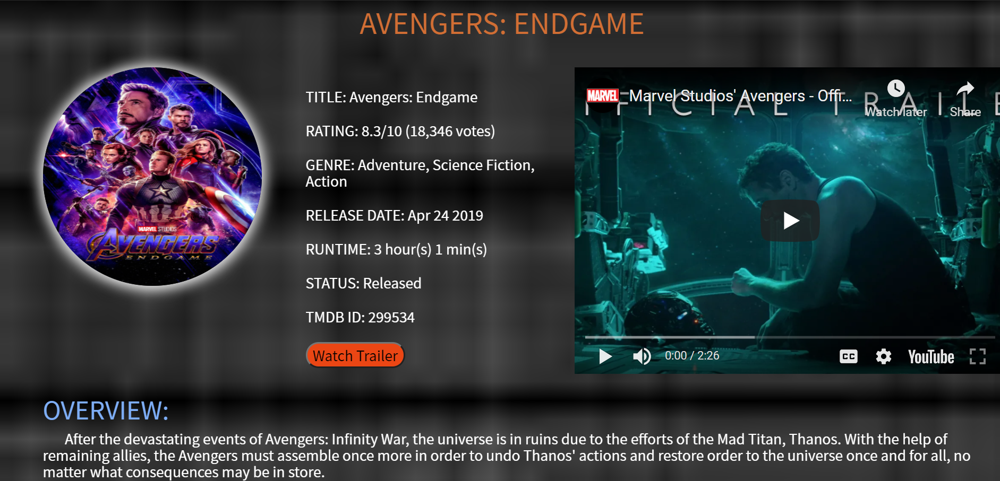 AVENGERS: ENDGAME
MARVEL STUDIOS
AVENGERS
ENDGAME
TITLE: Avengers: Endgame
RATING: 8.3/10 (18,346 votes)
GENRE: Adventure, Science Fiction,
Action
RELEASE DATE: Apr 24 2019
RUNTIME: 3 hour(s) 1 min(s)
STATUS: Released
TMDB ID: 299534
Watch Trailer
MARVEL
Marvel Studios' Avengers - Offi...
Watch later
Share
FFICIAL TRAILE
0:00 / 2:26
CC
YouTube
OVERVIEW:
After the devastating events of Avengers: Infinity War, the universe is in ruins due to the efforts of the Mad Titan, Thanos. With the help of
remaining allies, the Avengers must assemble once more in order to undo Thanos' actions and restore order to the universe once and for all, no
matter what consequences may be in store.